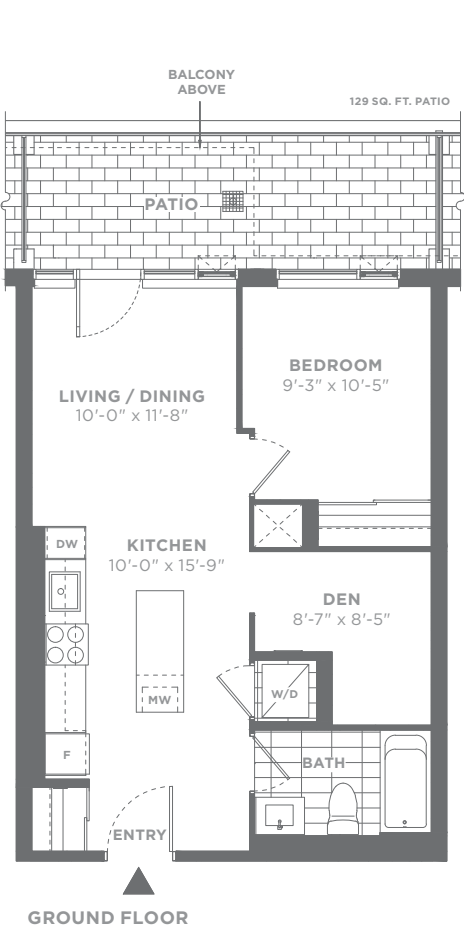 BALCONY
ABOVE
129 SQ. FT. PATIO
PATIO
BEDROOM
9'-3" x 10'-5"
LIVING / DINING
10'-0" x 11'-8"
DW
KITCHEN
10'-0" x 15'-9"
DEN
8'-7" x 8'-5"
W/D
MW
F
BATH
ENTRY
GROUND FLOOR